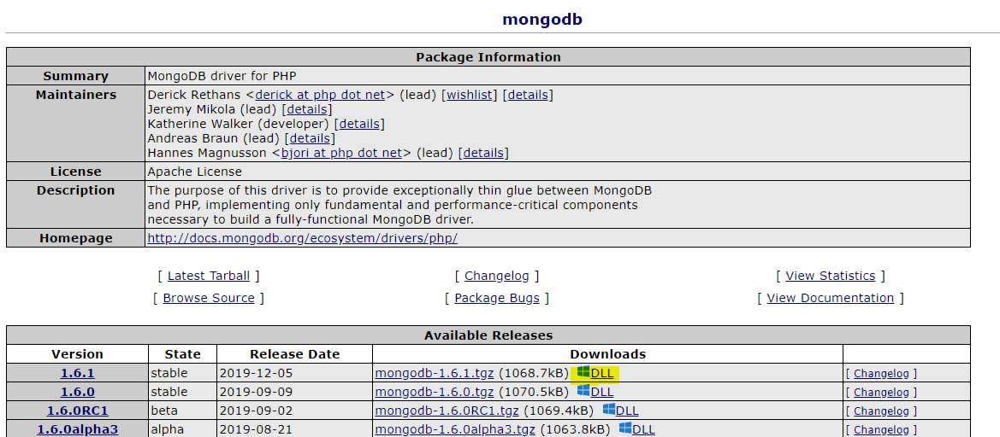 mongodb
Package Information
Summary MongoDB driver for PHP
Maintainers Derick Rethans <derick at php dot net> (lead) [wishlist] [details]
Jeremy Mikola (lead) [details]
Katherine Walker (developer) [details]
Andreas Braun (lead) [details]
Hannes Magnusson <bjori at php dot net> (lead) [details]
License Apache License
Description The purpose of this driver is to provide exceptionally thin glue between MongoDB
and PHP, implementing only fundamental and performance-critical components
necessary to build a fully-functional MongoDB driver.
Homepage http://docs.mongodb.org/ecosystem/drivers/php/
[ Latest Tarball ] [ Changelog ] [ View Statistics ]
[ Browse Source ] [ Package Bugs ] [ View Documentation ]
Available Releases
Version State Release Date Downloads
1.6.1 stable 2019-12-05 mongodb-1.6.1.tgz (1068.7kB) DLL [ Changelog ]
1.6.0 stable 2019-09-09 mongodb-1.6.0.tgz (1070.5kB) DLL [ Changelog ]
1.6.0RC1 beta 2019-09-02 mongodb-1.6.0RC1.tgz (1069.4kB) DLL [ Changelog ]
1.6.0alpha3 alpha 2019-08-21 mongodb-1.6.0alpha3.tgz (1063.8kB) DLL [ Changelog ]